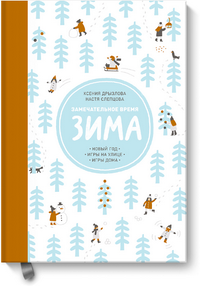 КСЕНИЯ ДРЫЗЛОВА
НАСТЯ СЛЕПЦОВА
ЗАМЕЧАТЕЛЬНОЕ ВРЕМЯ
ЗИМА
• НОВЫЙ ГОД •
• ИГРЫ НА УЛИЦЕ •
• ИГРЫ ДОМА •